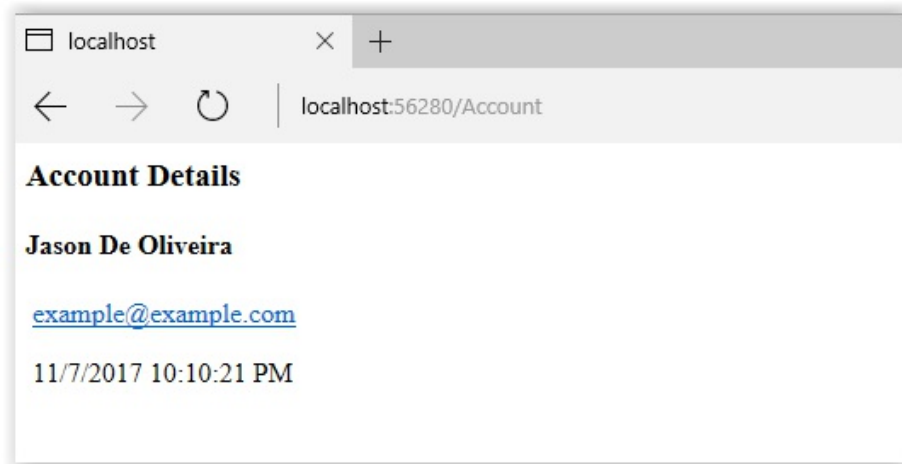 localhost
localhost:56280/Account
Account Details
Jason De Oliveira
example@example.com
11/7/2017 10:10:21 PM